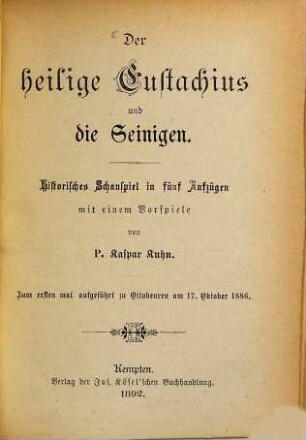 Der
heilige Eustachius
und
die Seinigen.
Historisches Schauspiel in fünf Aufzügen
mit einem Vorspiele
von
P. Kaspar Kuhn.
Zum ersten mal aufgeführt zu Ottobeuren am 17. Oktober 1886.
Kempten.
Verlag der Jos. Kösel'schen Buchhandlung.
1892.